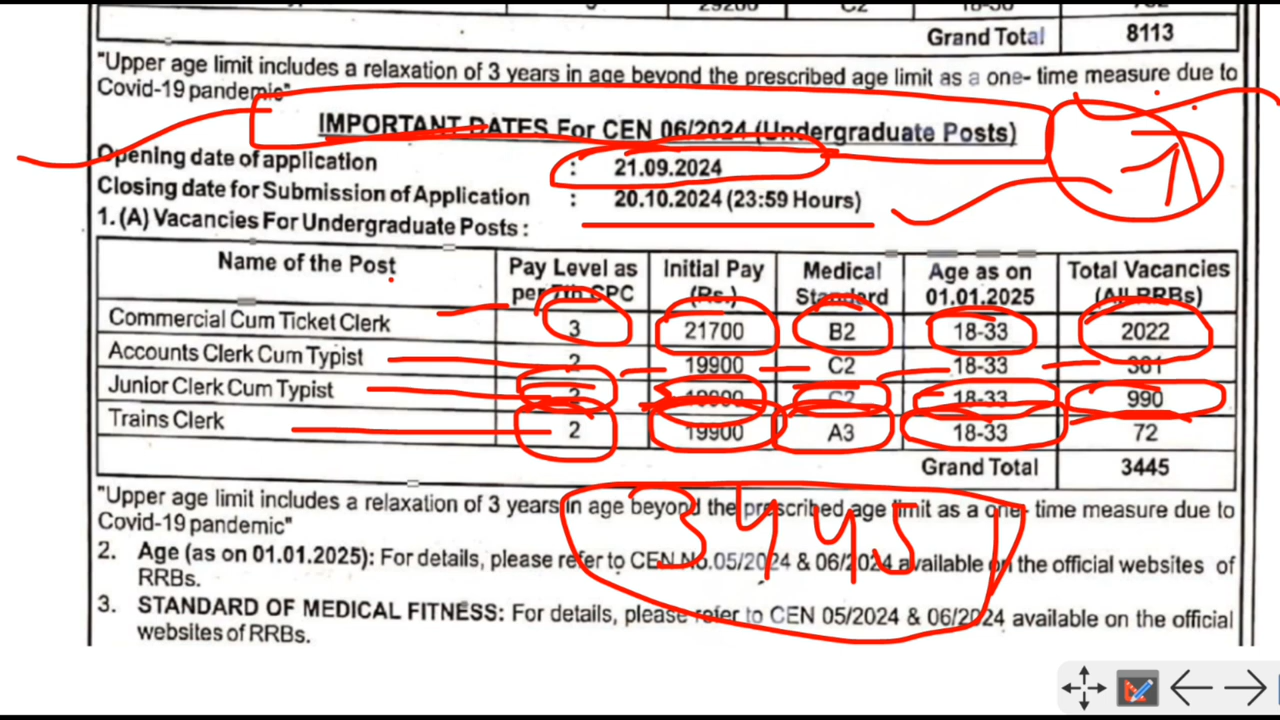 29200 C2 18-36
Grand Total 8113
"Upper age limit includes a relaxation of 3 years in age beyond the prescribed age limit as a one- time measure due to
Covid-19 pandemic"
IMPORTANT DATES For CEN 06/2024 (Undergraduate Posts)
Opening date of application : 21.09.2024
Closing date for Submission of Application : 20.10.2024 (23:59 Hours)
1. (A) Vacancies For Undergraduate Posts :
Name of the Post Pay Level as per 7th CPC Initial Pay (Rs.) Medical Standard Age as on 01.01.2025 Total Vacancies (All RRBs)
Commercial Cum Ticket Clerk 3 21700 B2 18-33 2022
Accounts Clerk Cum Typist 2 19900 C2 18-33 361
Junior Clerk Cum Typist 2 19900 C2 18-33 990
Trains Clerk 2 19900 A3 18-33 72
Grand Total 3445
"Upper age limit includes a relaxation of 3 years in age beyond the prescribed age limit as a one- time measure due to
Covid-19 pandemic"
3445
2. Age (as on 01.01.2025): For details, please refer to CEN No.05/2024 & 06/2024 available on the official websites of
RRBs.
3. STANDARD OF MEDICAL FITNESS: For details, please refer to CEN 05/2024 & 06/2024 available on the official
websites of RRBs.